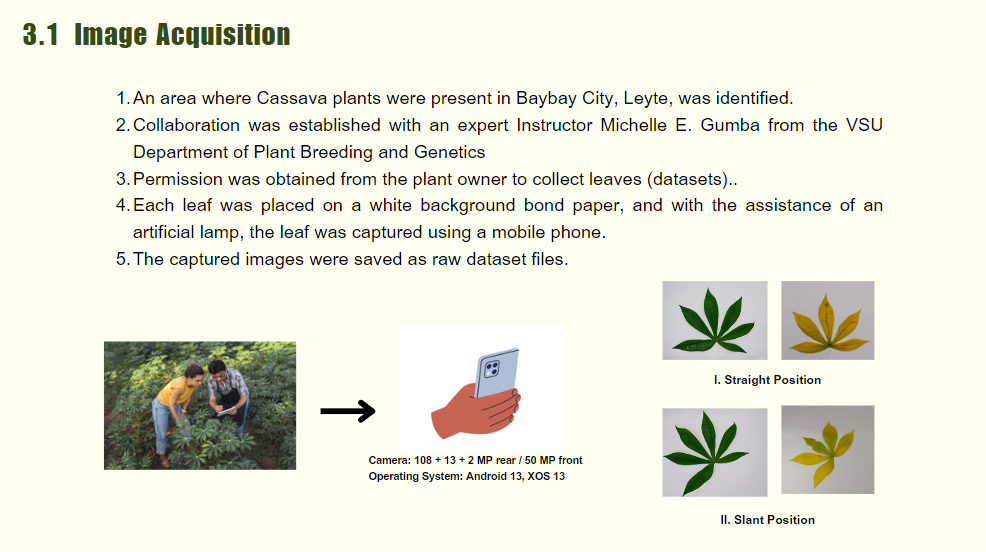 3.1 Image Acquisition
1. An area where Cassava plants were present in Baybay City, Leyte, was identified.
2. Collaboration was established with an expert Instructor Michelle E. Gumba from the VSU
Department of Plant Breeding and Genetics
3. Permission was obtained from the plant owner to collect leaves (datasets)..
4. Each leaf was placed on a white background bond paper, and with the assistance of an
artificial lamp, the leaf was captured using a mobile phone.
5. The captured images were saved as raw dataset files.
Camera: 108 + 13 + 2 MP rear / 50 MP front
Operating System: Android 13, XOS 13
I. Straight Position
II. Slant Position